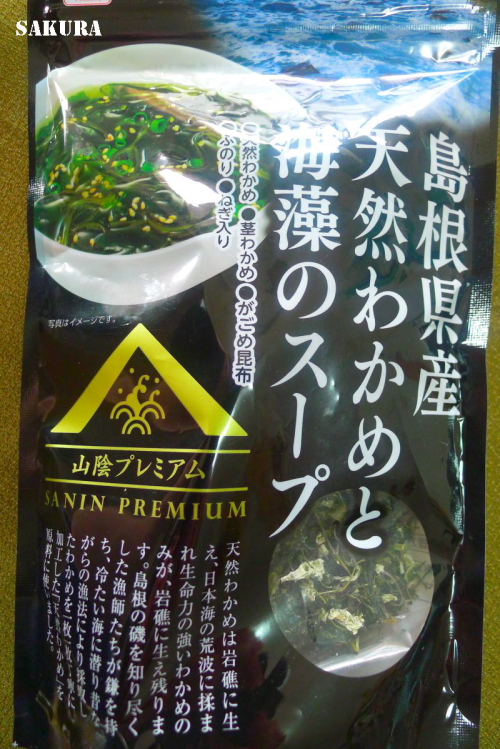 SAKURA
島根県産
天然わかめと
海藻のスープ
天然わかめ●茎わかめ●がごめ昆布
●ふのり●ねぎ入り
写真はイメージです。
山陰プレミアム
SANIN PREMIUM
天然わかめは岩礁に生
え、日本海の荒波に揉ま
れ生命力の強いわかめの
みが、岩礁に生え残りま
す。島根の磯を知り尽く
した漁師たちが鎌を持
ち、冷たい海に潜り昔な
がらの漁法により採取し
たわかめを一枚一枚
加工した
原料に使 ました。